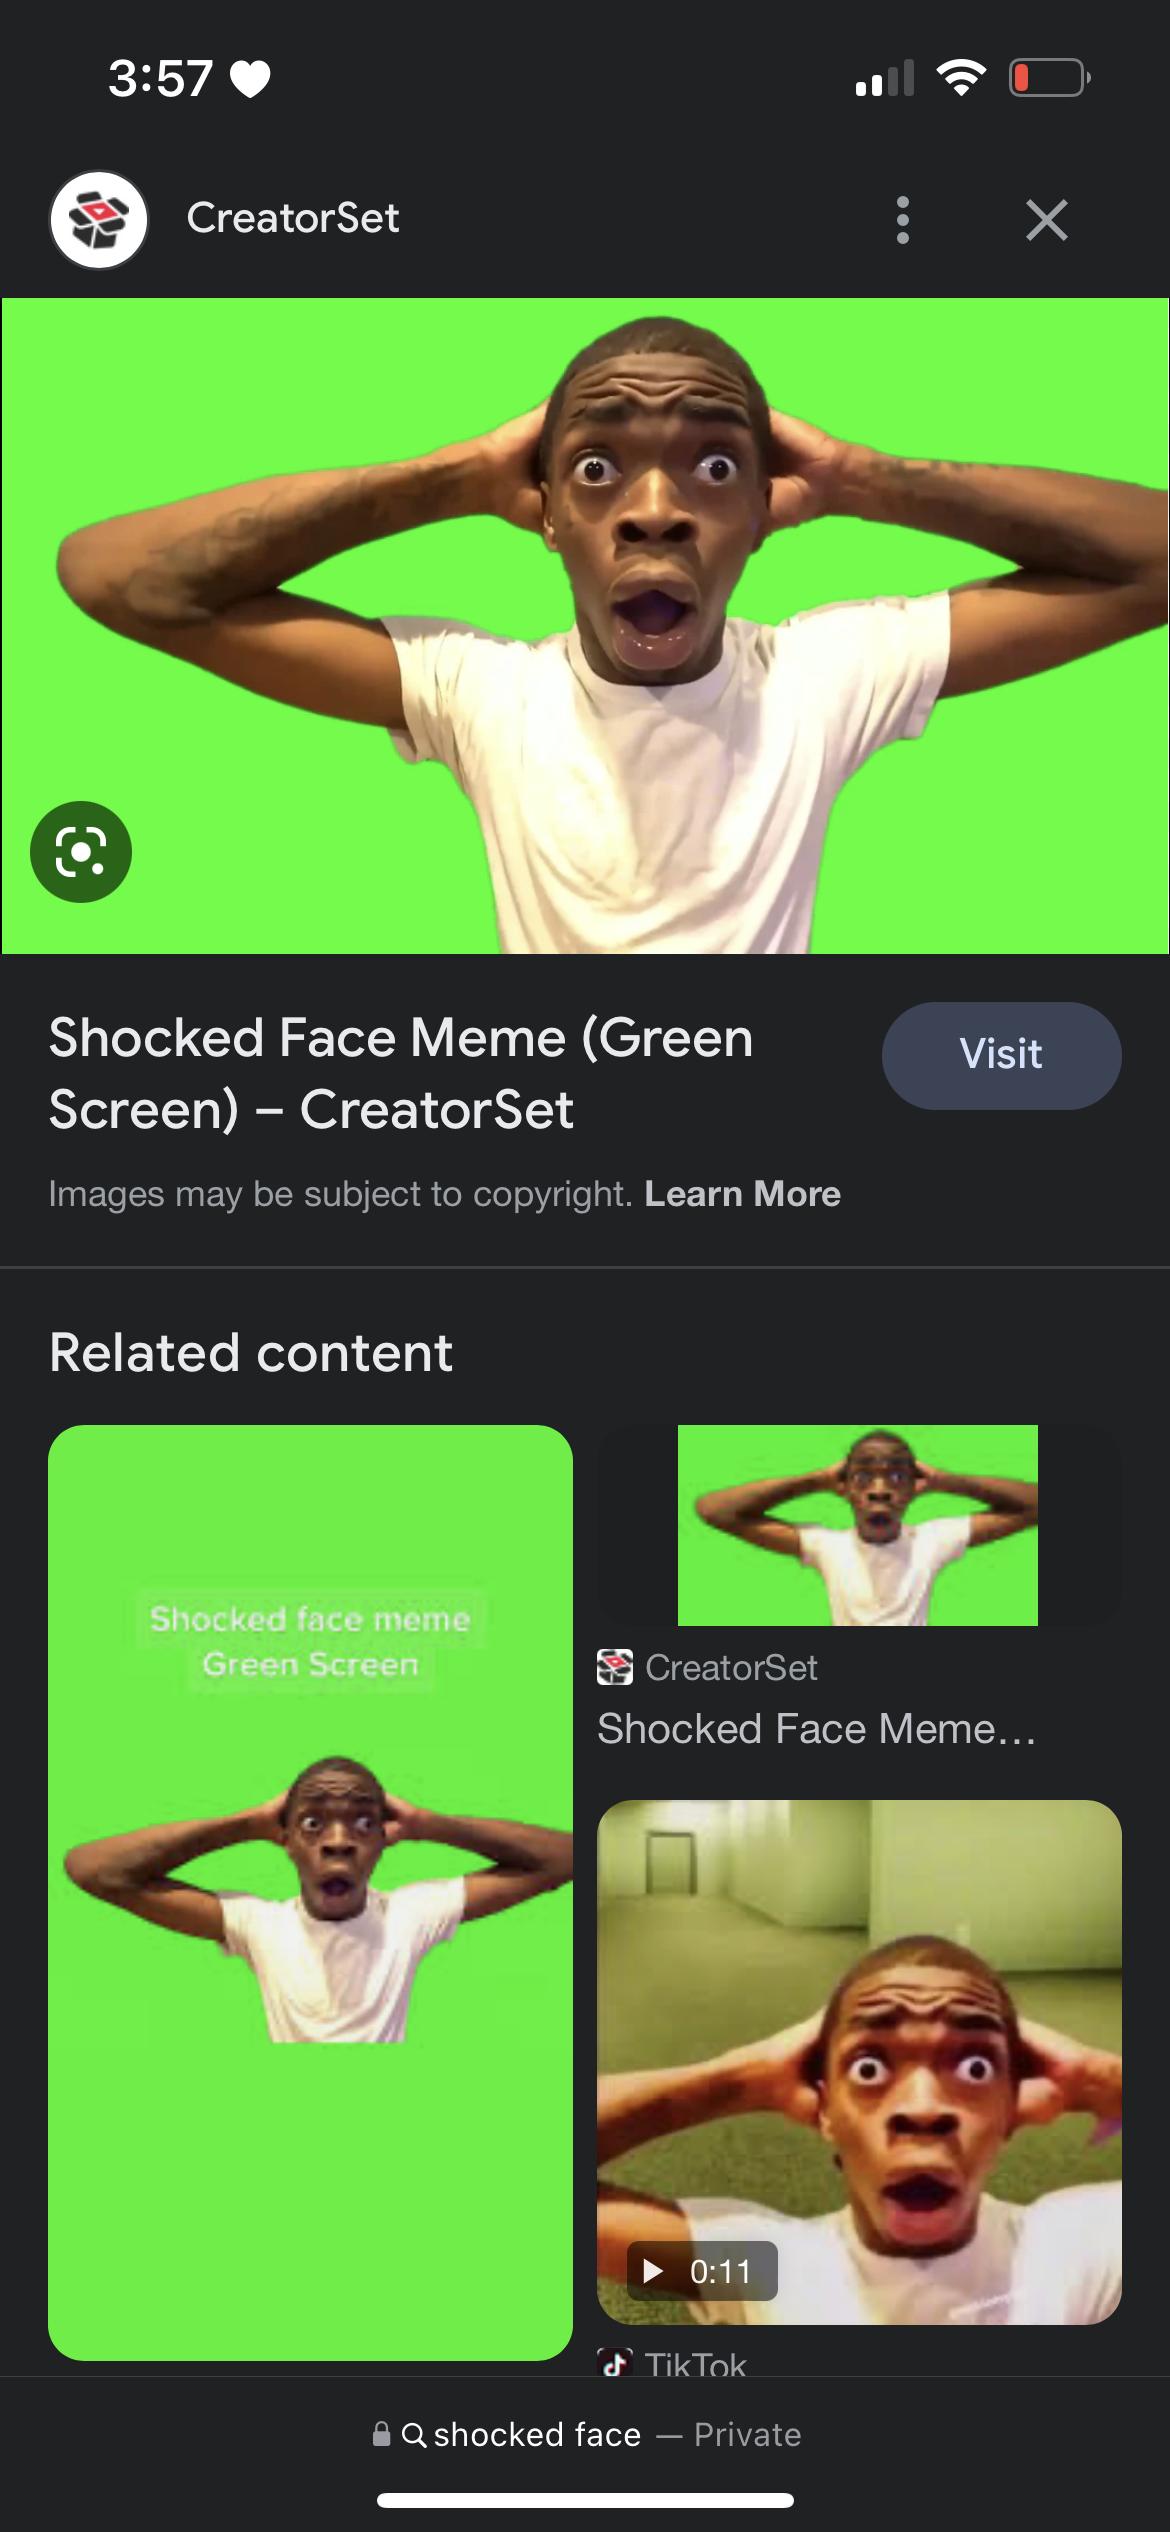 3:57
CreatorSet
Shocked Face Meme (Green
Screen) – CreatorSet
Visit
Images may be subject to copyright. Learn More
Related content
Shocked face meme
Green Screen
CreatorSet
Shocked Face Meme...
0:11
TikTok
shocked face — Private